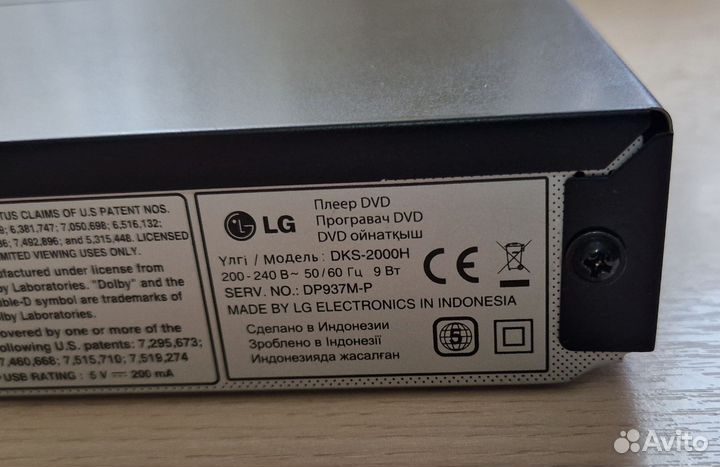 TUS CLAIMS OF U.S PATENT NOS.
6,381,747; 7,050,698; 6,516,132;
7,492,896; and 5,315,448. LICENSED
IMITED VIEWING USES ONLY.
nufactured under license from
by Laboratories. "Dolby" and the
ble-D symbol are trademarks of
by Laboratories.
overed by one or more of the
ollowing U.S. patents: 7,295,673;
7,460,668; 7,515,710; 7,519,274
USB RATING : 5 V ⎓ 200 mA
LG
Плеер DVD
Програвач DVD
DVD ойнатқыш
Үлгі / Модель : DKS-2000H
200 - 240 В~ 50 / 60 Гц 9 Вт
SERV. NO.: DP937M-P
MADE BY LG ELECTRONICS IN INDONESIA
Сделано в Индонезии
Зроблено в Індонезії
Индонезияда жасалған
CE
5
Avito